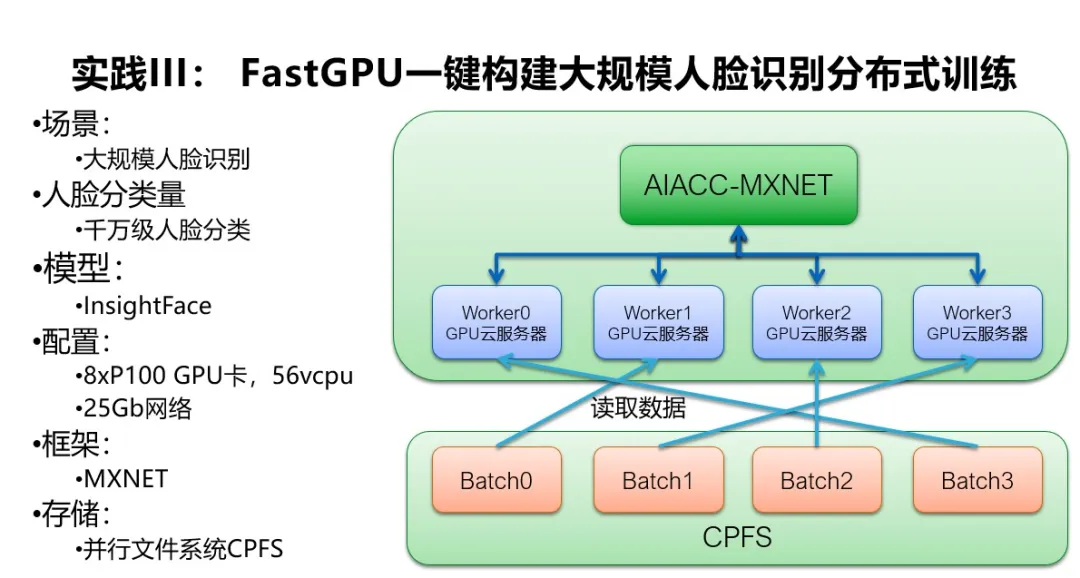 实践III： FastGPU一键构建大规模人脸识别分布式训练
•场景：
•大规模人脸识别
•人脸分类量
•千万级人脸分类
•模型：
•InsightFace
•配置：
•8xP100 GPU卡，56vcpu
•25Gb网络
•框架：
•MXNET
•存储：
•并行文件系统CPFS
AIACC-MXNET
Worker0
GPU云服务器
Worker1
GPU云服务器
Worker2
GPU云服务器
Worker3
GPU云服务器
读取数据
Batch0
Batch1
Batch2
Batch3
CPFS